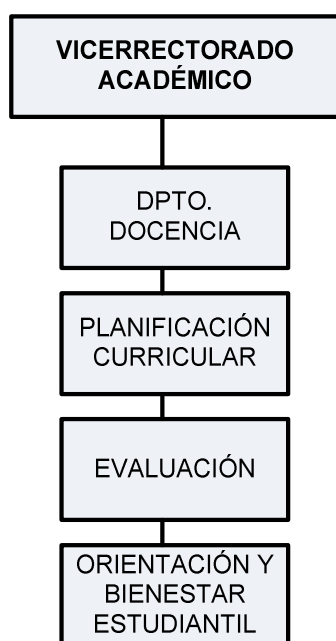 VICERRECTORADO
ACADÉMICO
DPTO.
DOCENCIA
PLANIFICACIÓN
CURRICULAR
EVALUACIÓN
ORIENTACIÓN Y
BIENESTAR
ESTUDIANTIL